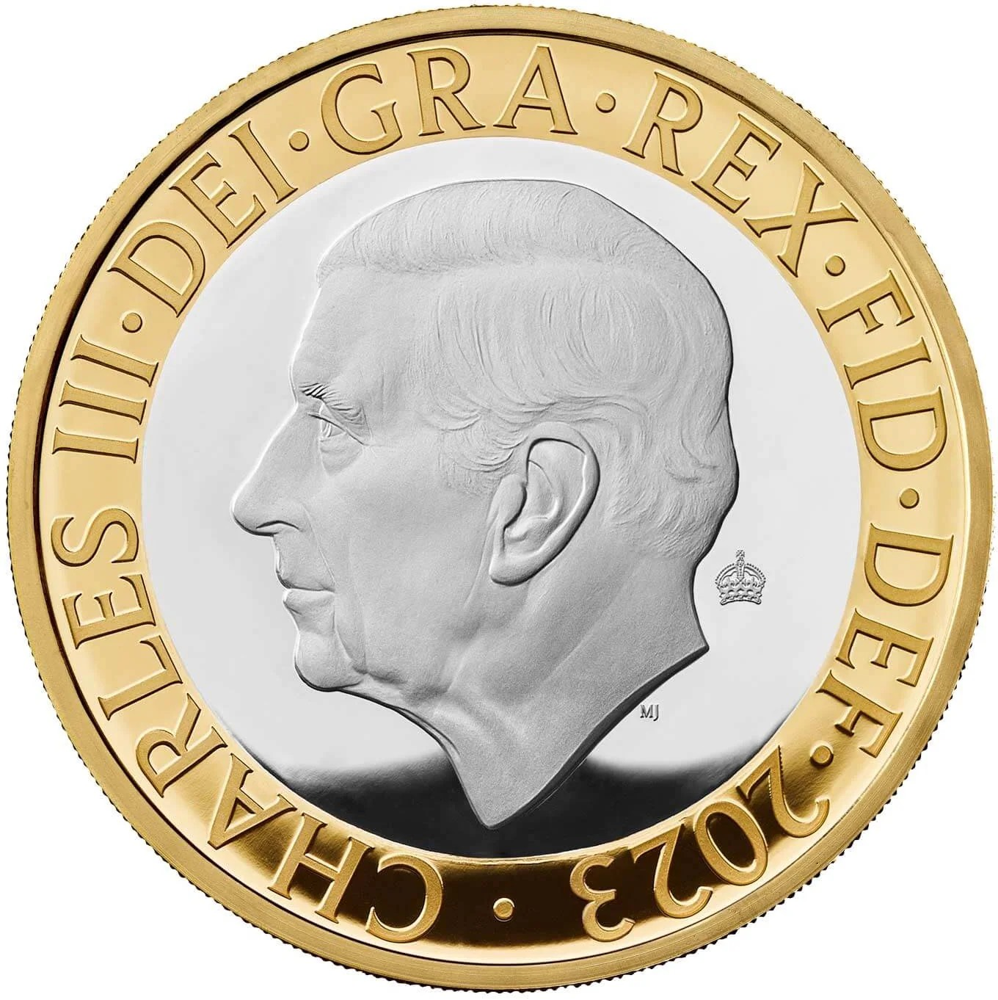 CHARLES III · DEI · GRA · REX · FID · DEF · 2023 ·
MJ